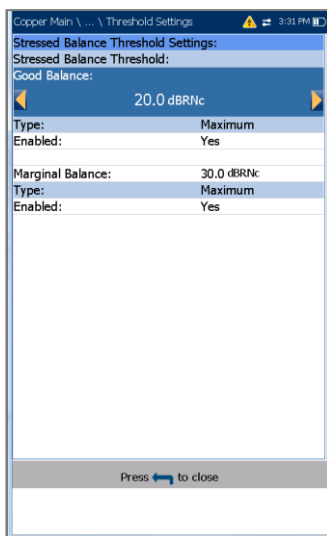 Copper Main \ ... \ Threshold Settings 3:31 PM
Stressed Balance Threshold Settings:
Stressed Balance Threshold:
Good Balance:
20.0 dBRNc
Type: Maximum
Enabled: Yes
Marginal Balance: 30.0 dBRNc
Type: Maximum
Enabled: Yes
Press to close